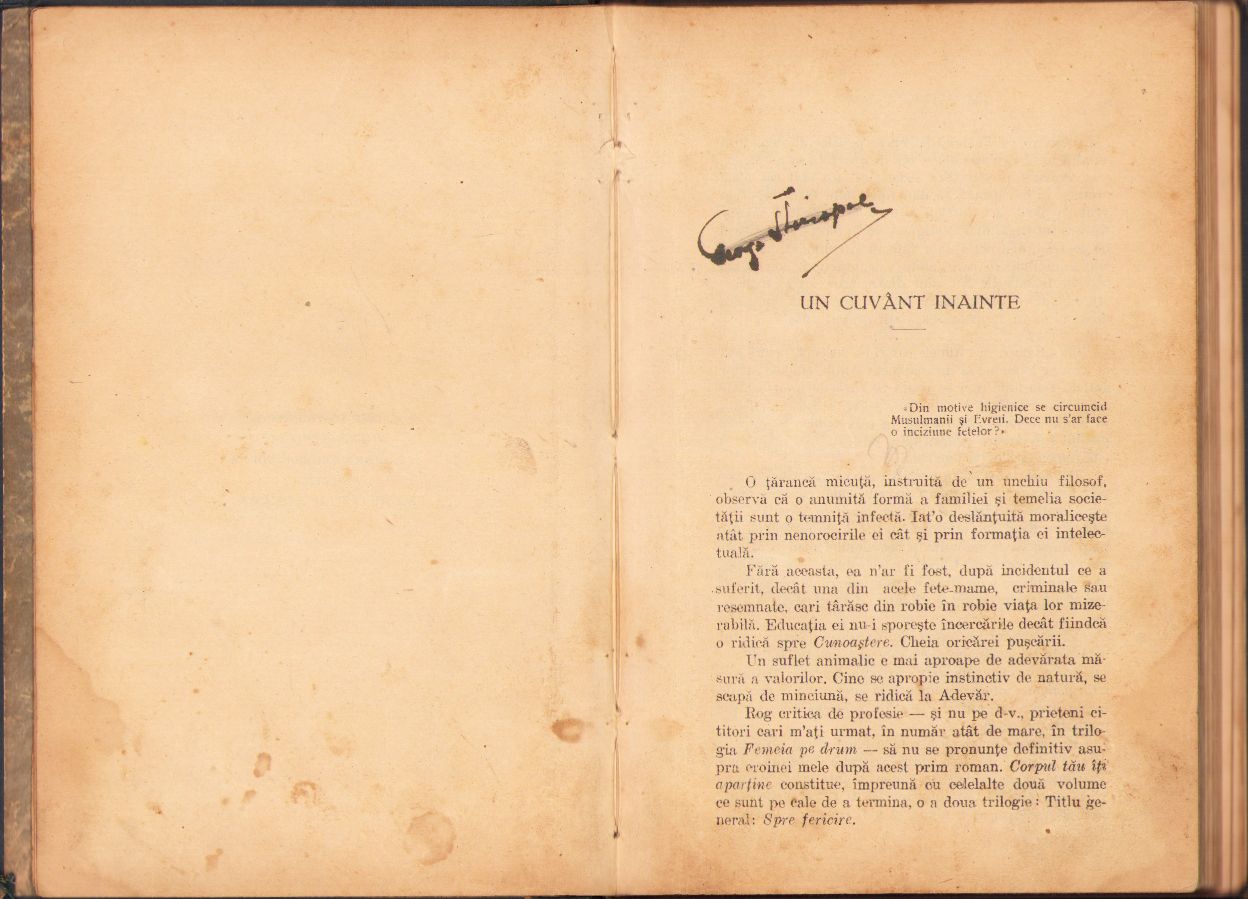 UN CUVÂNT INAINTE
«Din motive higienice se circumcid
Musulmanii şi Evreii. Dece nu s'ar face
o inciziune fetelor?»
O ţărancă micuţă, instruită de un unchiu filosof,
observă că o anumită formă a familiei şi temelia socie-
tăţii sunt o temniţă infectă. Iat'o deslănţuită moraliceşte
atât prin nenorocirile ei cât şi prin formaţia ei intelec-
tuală.
Fără aceasta, ea n'ar fi fost, după incidentul ce a
suferit, decât una din acele fete-mame, criminale sau
resemnate, cari târăsc din robie în robie viaţa lor mize-
rabilă. Educaţia ei nu-i sporeşte încercările decât fiindcă
o ridică spre Cunoaştere. Cheia oricărei puşcării.
Un suflet animalic e mai aproape de adevărata mă-
sură a valorilor. Cine se apropie instinctiv de natură, se
scapă de minciună, se ridică la Adevăr.
Rog critica de profesie — şi nu pe d-v., prieteni ci-
titori cari m'aţi urmat, în număr atât de mare, în trilo-
gia Femeia pe drum — să nu se pronunţe definitiv asu-
pra eroinei mele după acest prim roman. Corpul tău îţi
aparţine constitue, împreună cu celelalte două volume
ce sunt pe cale de a termina, o a doua trilogie: Titlu ge-
neral: Spre fericire.